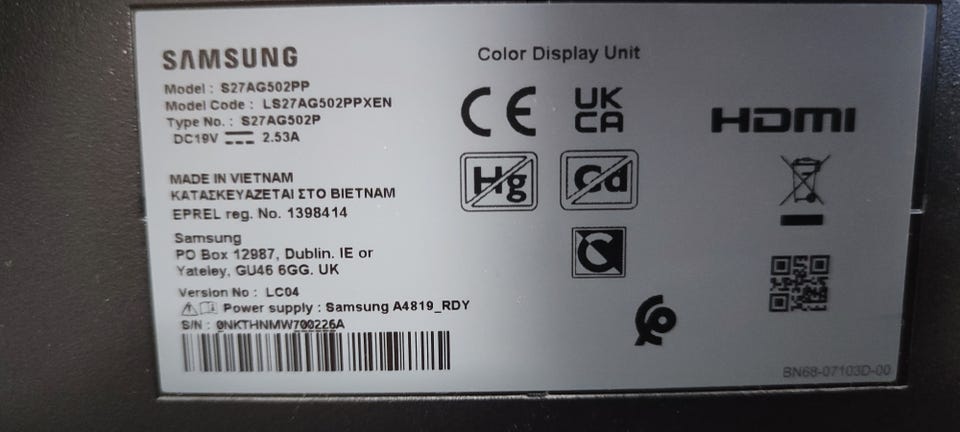 SAMSUNG
Color Display Unit
Model : S27AG502PP
Model Code : LS27AG502PPXEN
Type No. : S27AG502P
DC19V 2.53A
CE
UK
CA
HDMI
Hg
Cd
MADE IN VIETNAM
ΚΑΤΑΣΚΕΥΑΖΕΤΑΙ ΣΤΟ ΒΙΕΤΝΑΜ
EPREL reg. No. 1398414
Samsung
PO Box 12987, Dublin. IE or
Yateley, GU46 6GG. UK
Version No : LC04
Power supply : Samsung A4819_RDY
S/N : 0NKTHNMW700226A
BN68-07103D-00